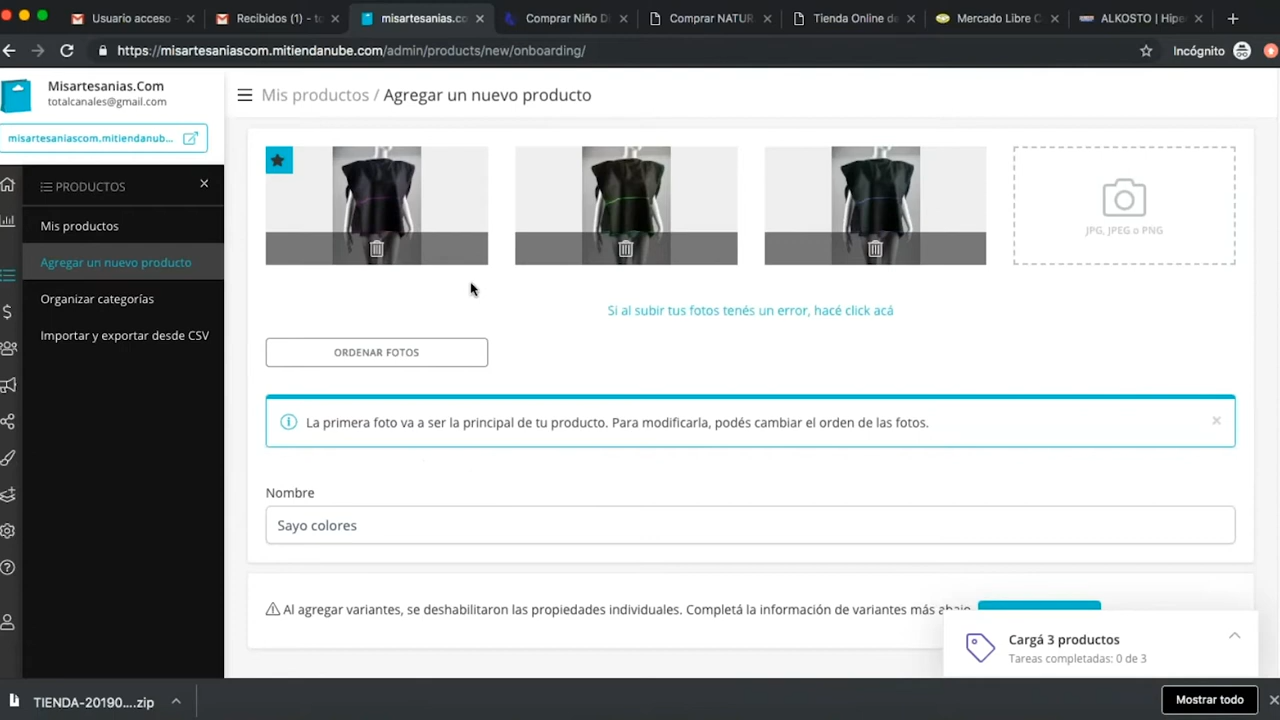 Usuario acceso
Recibidos (1) - to
misartesanias.co
Comprar Niño D
Comprar NATUR
Tienda Online de
Mercado Libre C
ALKOSTO | Hipe
https://misartesaniascom.mitiendanube.com/admin/products/new/onboarding/
Incógnito
Misartesanias.Com
totalcanales@gmail.com
misartesaniascom.mitiendanub...
Mis productos / Agregar un nuevo producto
PRODUCTOS
Mis productos
Agregar un nuevo producto
Organizar categorías
Importar y exportar desde CSV
JPG, JPEG o PNG
Si al subir tus fotos tenés un error, hacé click acá
ORDENAR FOTOS
La primera foto va a ser la principal de tu producto. Para modificarla, podés cambiar el orden de las fotos.
Nombre
Sayo colores
Al agregar variantes, se deshabilitaron las propiedades individuales. Completá la información de variantes más abajo
Cargá 3 productos
Tareas completadas: 0 de 3
TIENDA-20190....zip
Mostrar todo